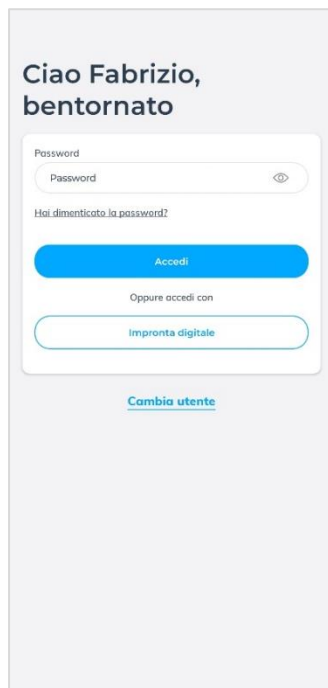 Ciao Fabrizio,
bentornato
Password
Password
Hai dimenticato la password?
Accedi
Oppure accedi con
Impronta digitale
Cambia utente